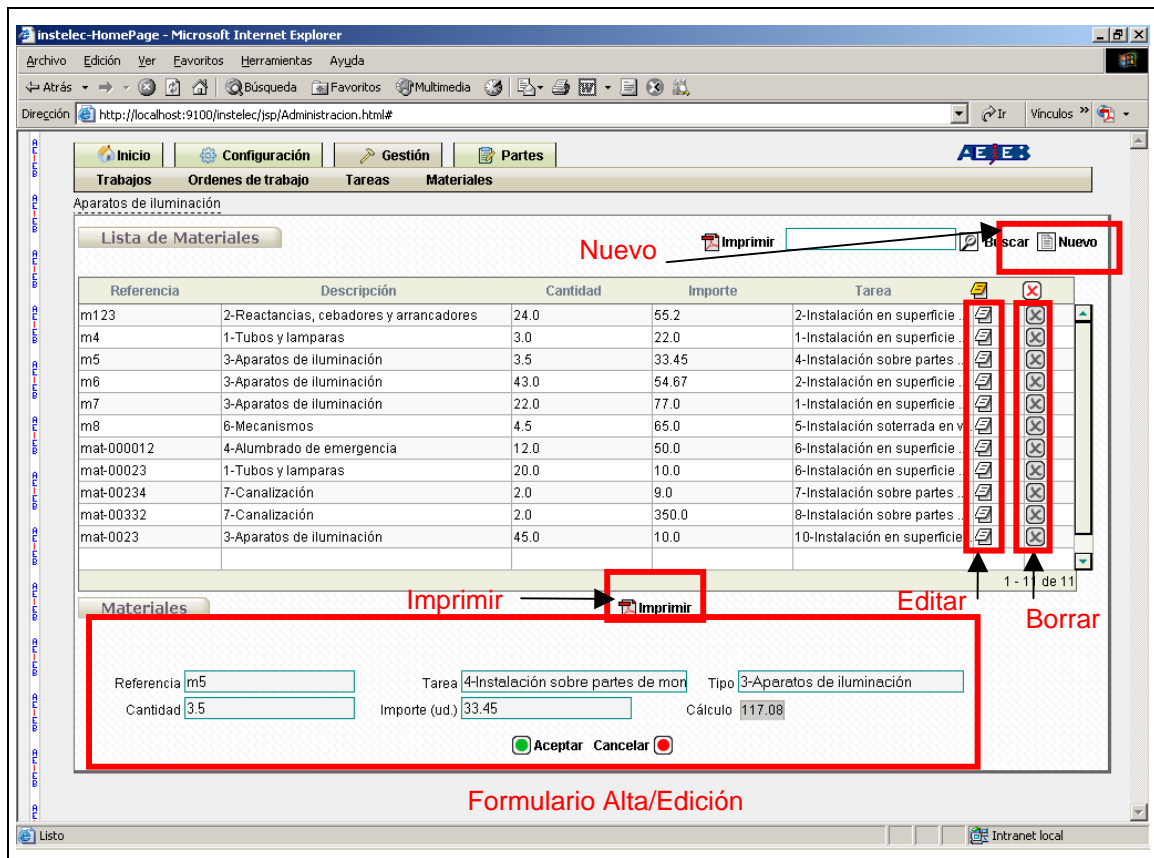 instelec-HomePage - Microsoft Internet Explorer
Archivo Edición Ver Favoritos Herramientas Ayuda
Atrás Búsqueda Favoritos Multimedia
Dirección http://localhost:9100/instelec/jsp/Administracion.html# Ir Vínculos »
Inicio Configuración Gestión Partes
Trabajos Ordenes de trabajo Tareas Materiales
Aparatos de iluminación
Lista de Materiales Imprimir Buscar Nuevo
Nuevo
Referencia Descripción Cantidad Importe Tarea
m123 2-Reactancias, cebadores y arrancadores 24.0 55.2 2-Instalación en superficie ..
m4 1-Tubos y lamparas 3.0 22.0 1-Instalación en superficie ..
m5 3-Aparatos de iluminación 3.5 33.45 4-Instalación sobre partes ..
m6 3-Aparatos de iluminación 43.0 54.67 2-Instalación en superficie ..
m7 3-Aparatos de iluminación 22.0 77.0 1-Instalación en superficie ..
m8 6-Mecanismos 4.5 65.0 5-Instalación soterrada en v..
mat-000012 4-Alumbrado de emergencia 12.0 50.0 6-Instalación en superficie ..
mat-00023 1-Tubos y lamparas 20.0 10.0 6-Instalación en superficie ..
mat-00234 7-Canalización 2.0 9.0 7-Instalación sobre partes ..
mat-00332 7-Canalización 2.0 350.0 8-Instalación sobre partes ..
mat-0023 3-Aparatos de iluminación 45.0 10.0 10-Instalación en superficie..
1 - 11 de 11
Materiales Imprimir Imprimir Editar
Borrar
Referencia m5 Tarea 4-Instalación sobre partes de mon Tipo 3-Aparatos de iluminación
Cantidad 3.5 Importe (ud.) 33.45 Cálculo 117.08
Aceptar Cancelar
Formulario Alta/Edición
Listo Intranet local